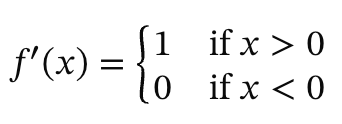 f′(x) = { 1 if x > 0
0 if x < 0